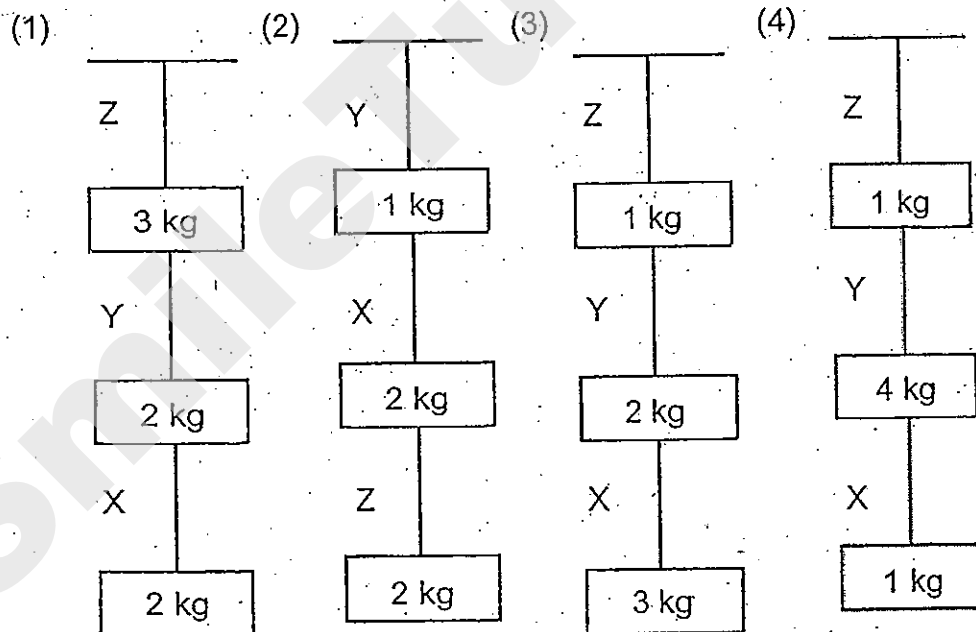 (1) (2) (3) (4)
Z Y Z Z
3 kg 1 kg 1 kg 1 kg
Y X Y Y
2 kg 2 kg 2 kg 4 kg
X Z X X
2 kg 2 kg 3 kg 1 kg
SmileTu